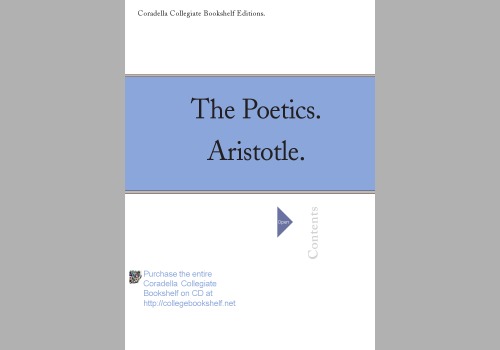 Coradella Collegiate Bookshelf Editions.
The Poetics.
Aristotle.
Open
Contents
Purchase the entire
Coradella Collegiate
Bookshelf on CD at
http://collegebookshelf.net